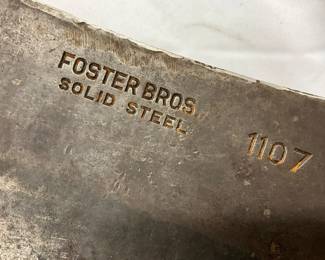 FOSTER BROS.
SOLID STEEL
1107